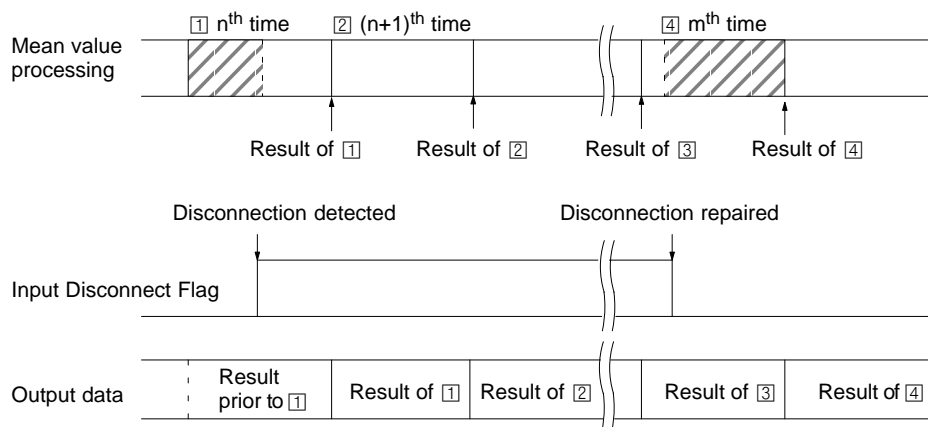 1 nth time
2 (n+1)th time
4 mth time
Mean value
processing
Result of 1
Result of 2
Result of 3
Result of 4
Disconnection detected
Disconnection repaired
Input Disconnect Flag
Output data
Result
prior to 1
Result of 1
Result of 2
Result of 3
Result of 4